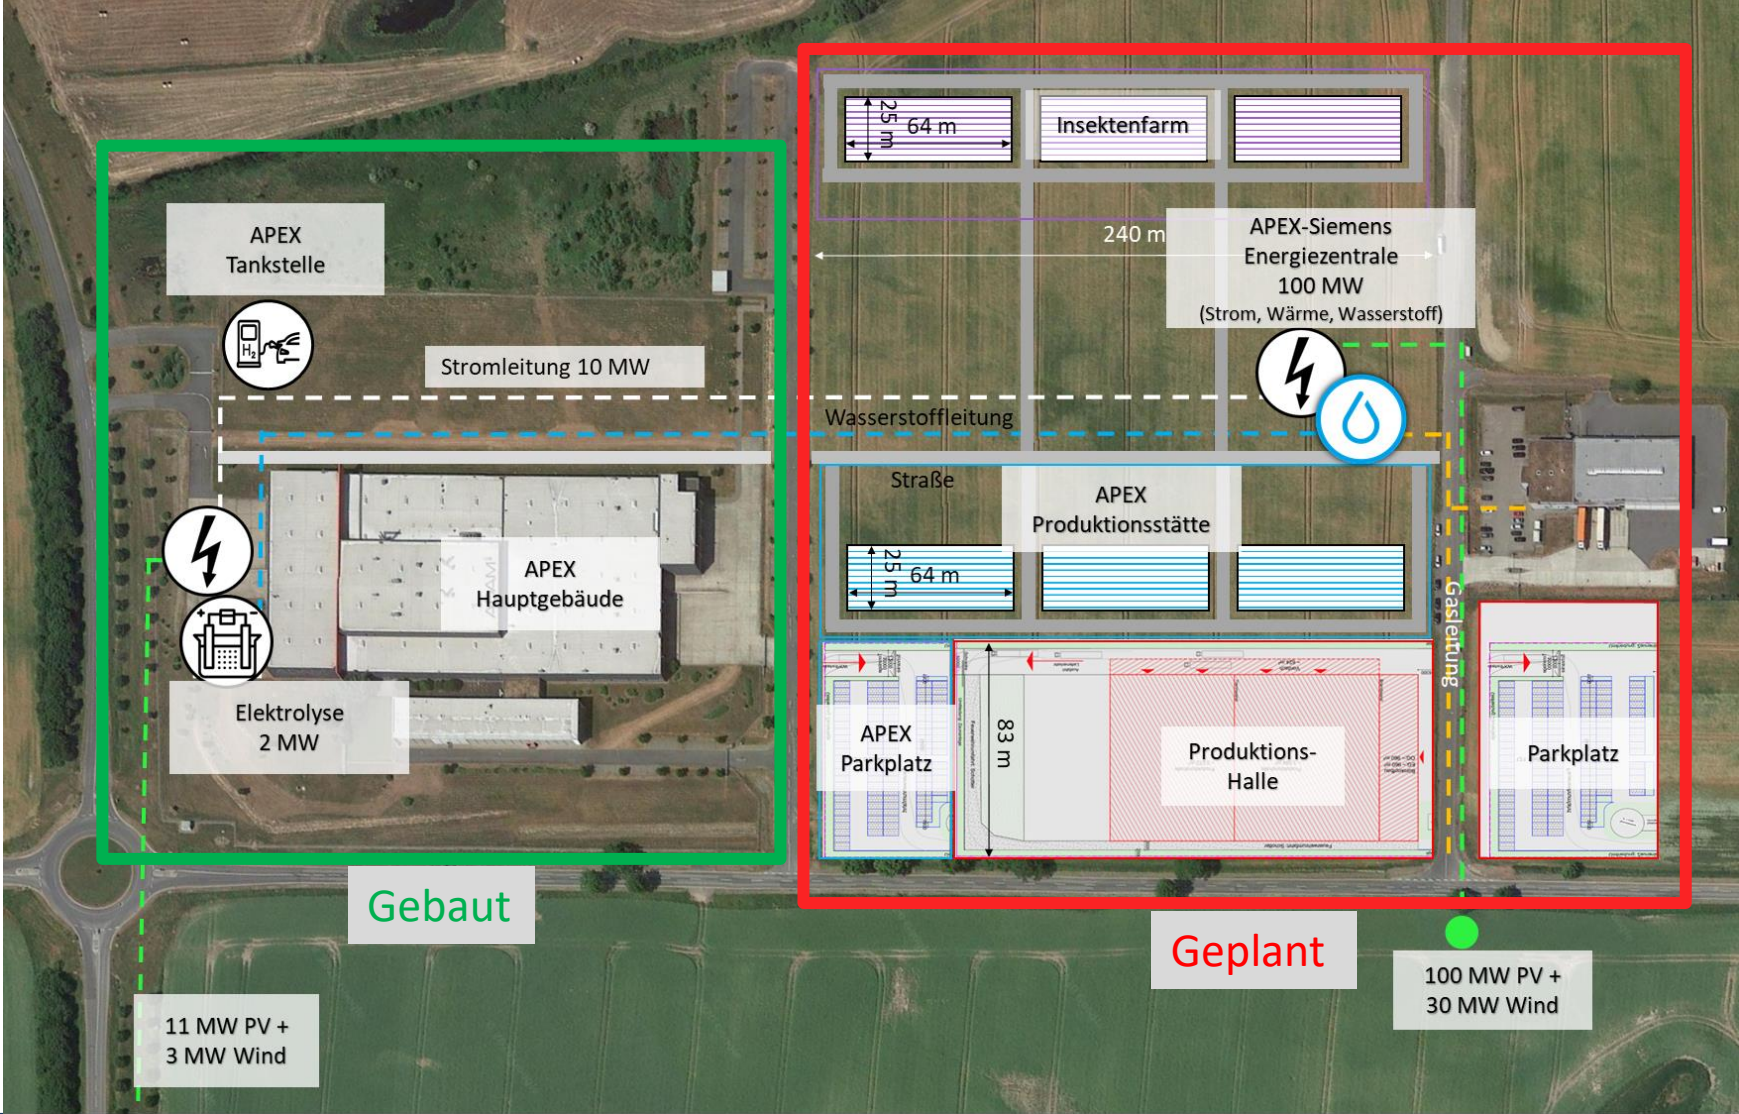 25 m
64 m
Insektenfarm
240 m
APEX
Tankstelle
H2
APEX-Siemens
Energiezentrale
100 MW
(Strom, Wärme, Wasserstoff)
Stromleitung 10 MW
Wasserstoffleitung
Straße
APEX
Produktionsstätte
25 m
64 m
APEX
Hauptgebäude
Gasleitung
Elektrolyse
2 MW
APEX
Parkplatz
83 m
Produktions-
Halle
Parkplatz
Gebaut
Geplant
11 MW PV +
3 MW Wind
100 MW PV +
30 MW Wind